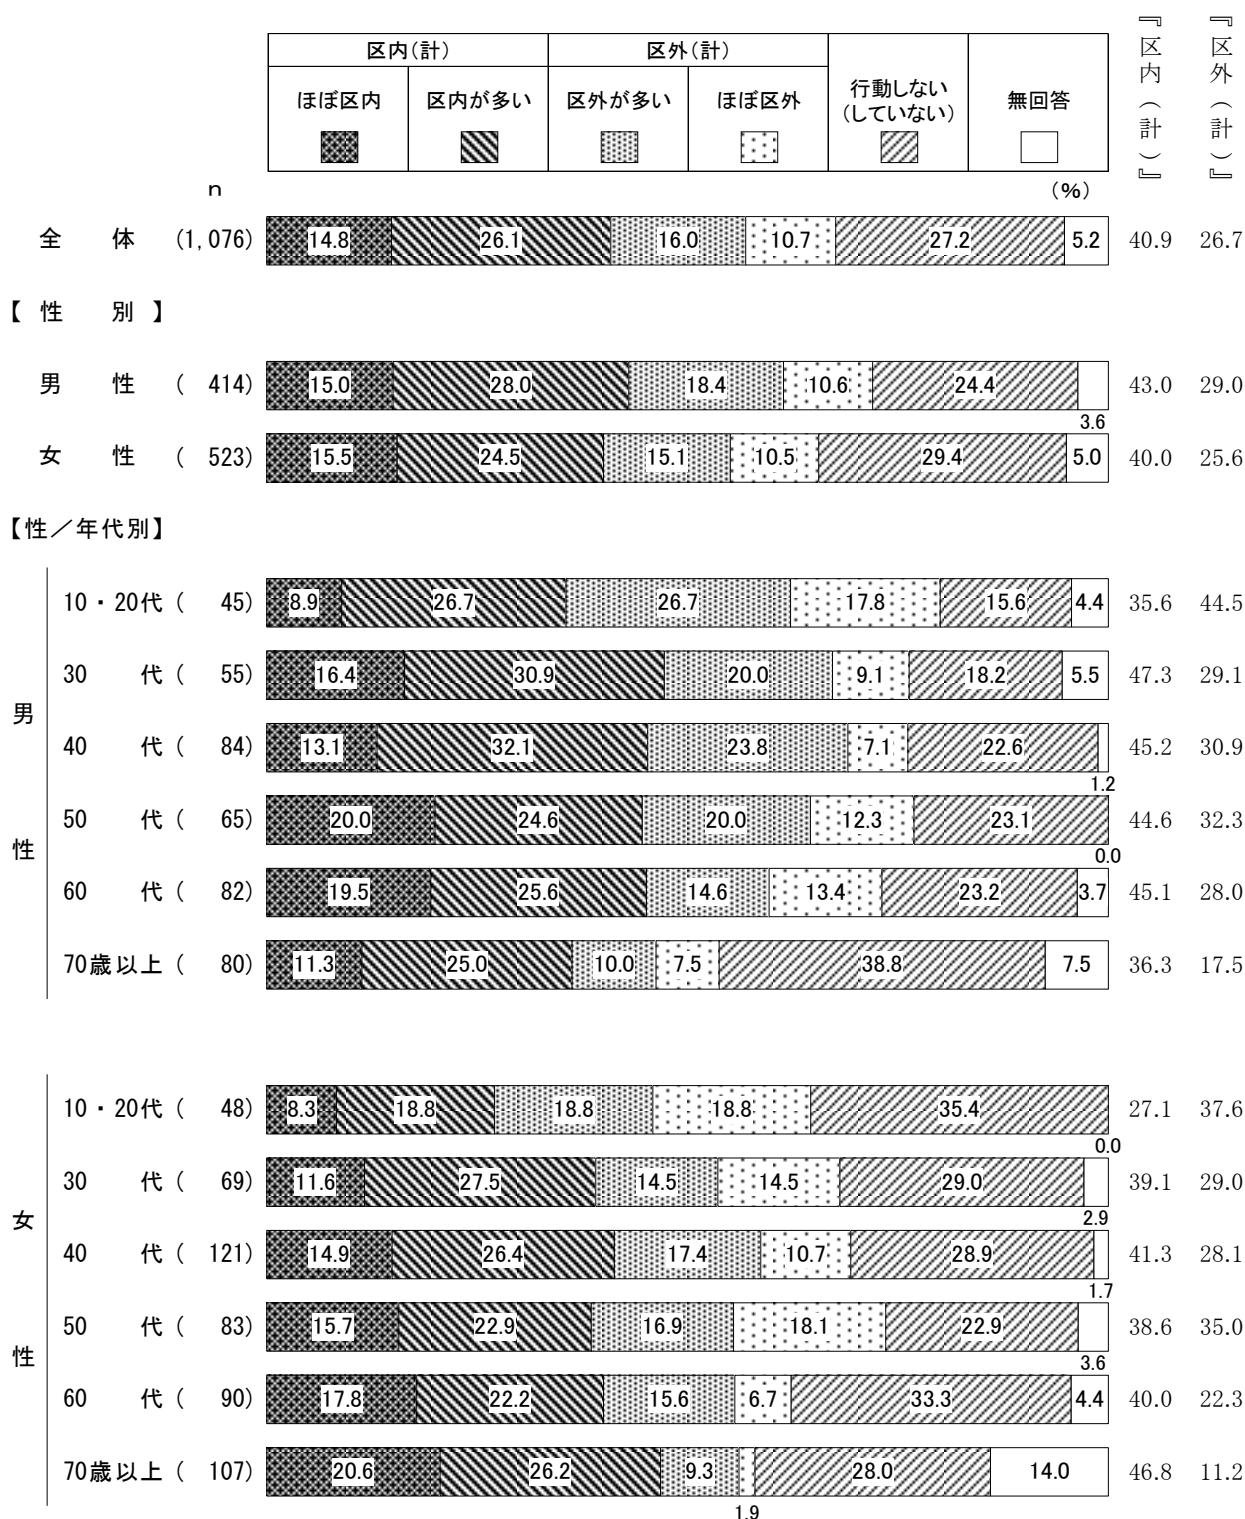 区内(計) 区外(計) 『区内(計)』 『区外(計)』
ほぼ区内 区内が多い 区外が多い ほぼ区外 行動しない(していない) 無回答
n (%)
全 体 (1,076) 14.8 26.1 16.0 10.7 27.2 5.2 40.9 26.7
【 性 別 】
男 性 ( 414) 15.0 28.0 18.4 10.6 24.4 3.6 43.0 29.0
女 性 ( 523) 15.5 24.5 15.1 10.5 29.4 5.0 40.0 25.6
【性/年代別】
男性
10・20代 ( 45) 8.9 26.7 26.7 17.8 15.6 4.4 35.6 44.5
30 代 ( 55) 16.4 30.9 20.0 9.1 18.2 5.5 47.3 29.1
40 代 ( 84) 13.1 32.1 23.8 7.1 22.6 1.2 45.2 30.9
50 代 ( 65) 20.0 24.6 20.0 12.3 23.1 0.0 44.6 32.3
60 代 ( 82) 19.5 25.6 14.6 13.4 23.2 3.7 45.1 28.0
70歳以上 ( 80) 11.3 25.0 10.0 7.5 38.8 7.5 36.3 17.5
女性
10・20代 ( 48) 8.3 18.8 18.8 18.8 35.4 0.0 27.1 37.6
30 代 ( 69) 11.6 27.5 14.5 14.5 29.0 2.9 39.1 29.0
40 代 ( 121) 14.9 26.4 17.4 10.7 28.9 1.7 41.3 28.1
50 代 ( 83) 15.7 22.9 16.9 18.1 22.9 3.6 38.6 35.0
60 代 ( 90) 17.8 22.2 15.6 6.7 33.3 4.4 40.0 22.3
70歳以上 ( 107) 20.6 26.2 9.3 1.9 28.0 14.0 46.8 11.2